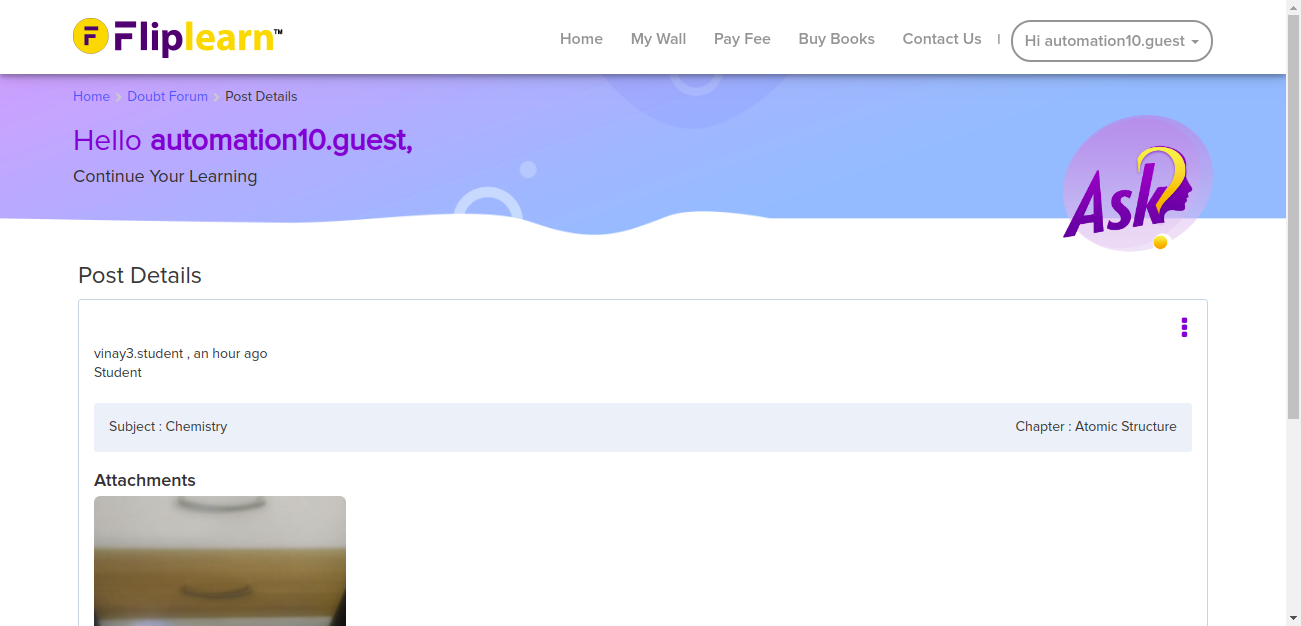 F Fliplearn™
Home My Wall Pay Fee Buy Books Contact Us | Hi automation10.guest
Home > Doubt Forum > Post Details
Hello automation10.guest,
Continue Your Learning
Ask?
Post Details
vinay3.student , an hour ago
Student
Subject : Chemistry Chapter : Atomic Structure
Attachments